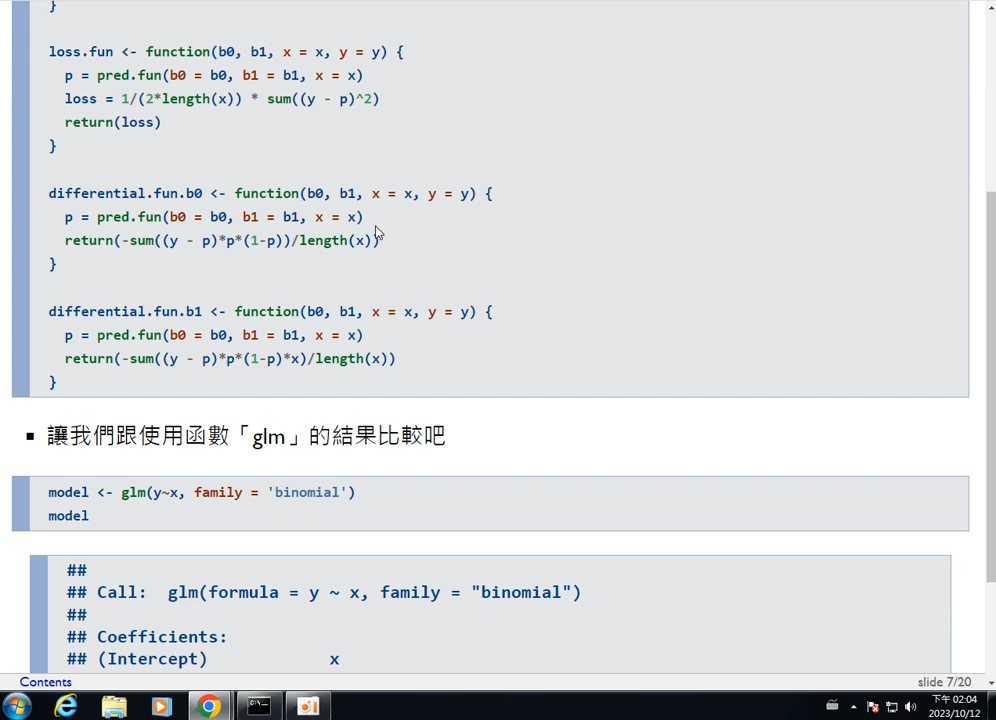 }
loss.fun <- function(b0, b1, x = x, y = y) {
p = pred.fun(b0 = b0, b1 = b1, x = x)
loss = 1/(2*length(x)) * sum((y - p)^2)
return(loss)
}
differential.fun.b0 <- function(b0, b1, x = x, y = y) {
p = pred.fun(b0 = b0, b1 = b1, x = x)
return(-sum((y - p)*p*(1-p))/length(x))
}
differential.fun.b1 <- function(b0, b1, x = x, y = y) {
p = pred.fun(b0 = b0, b1 = b1, x = x)
return(-sum((y - p)*p*(1-p)*x)/length(x))
}
▪ 讓我們跟使用函數「glm」的結果比較吧
model <- glm(y~x, family = 'binomial')
model
##
## Call:  glm(formula = y ~ x, family = "binomial")
##
## Coefficients:
## (Intercept)            x
Contents
slide 7/20
下午 02:04
2023/10/12